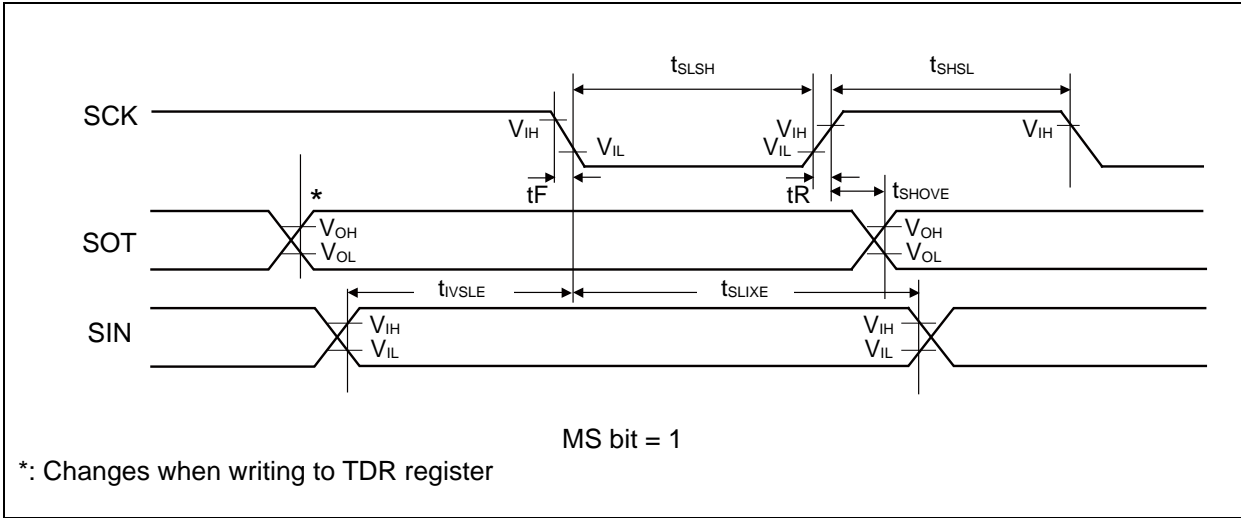 tSLSH tSHSL
SCK VIH VIL VIH VIL VIH
tF tR tSHOVE
*
SOT VOH VOL VOH VOL
tIVSLE tSLIXE
SIN VIH VIL VIH VIL
MS bit = 1
*: Changes when writing to TDR register